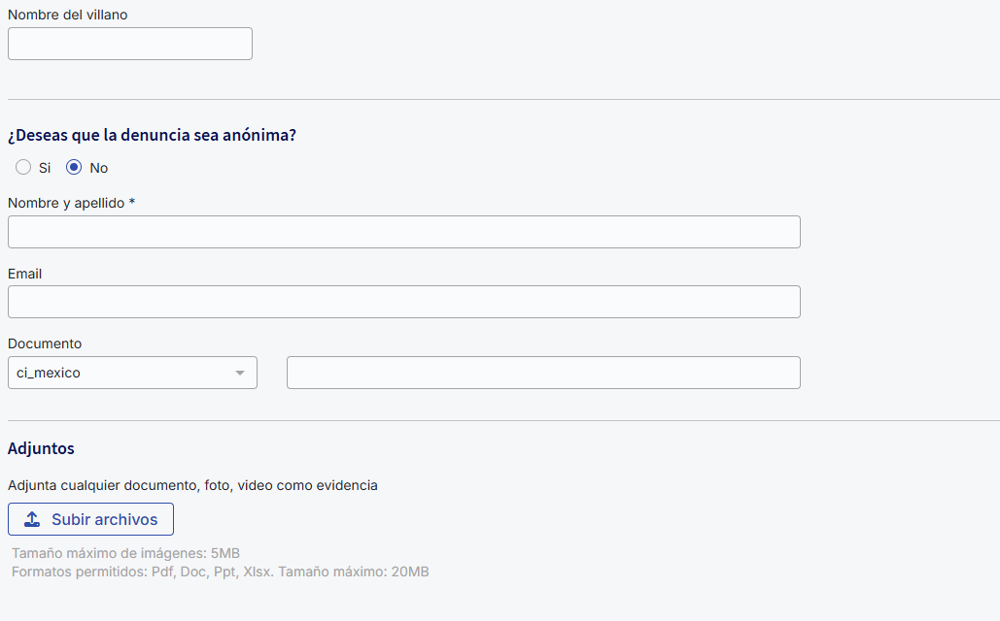 Nombre del villano
¿Deseas que la denuncia sea anónima?
Si No
Nombre y apellido *
Email
Documento
ci_mexico
Adjuntos
Adjunta cualquier documento, foto, video como evidencia
Subir archivos
Tamaño máximo de imágenes: 5MB
Formatos permitidos: Pdf, Doc, Ppt, Xlsx. Tamaño máximo: 20MB